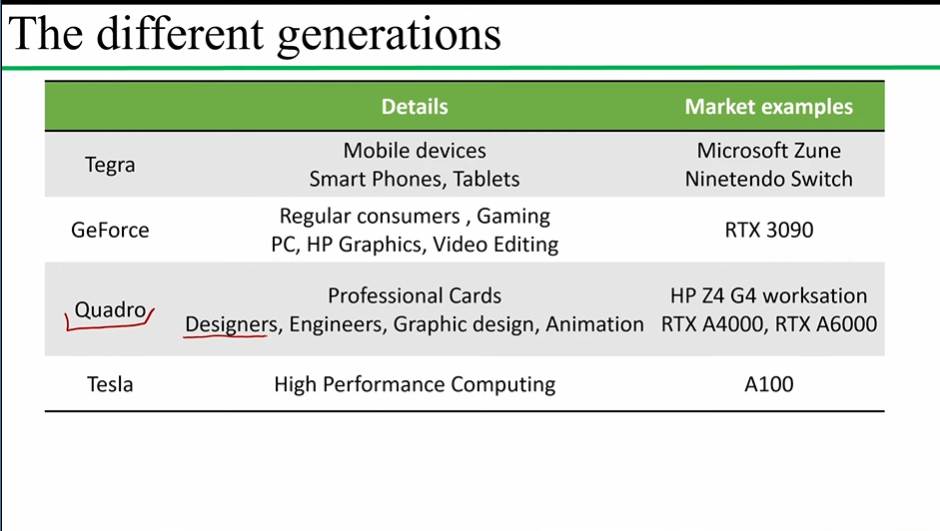 The different generations
Details Market examples
Tegra Mobile devices Microsoft Zune
Smart Phones, Tablets Ninetendo Switch
GeForce Regular consumers , Gaming RTX 3090
PC, HP Graphics, Video Editing
Quadro Professional Cards HP Z4 G4 worksation
Designers, Engineers, Graphic design, Animation RTX A4000, RTX A6000
Tesla High Performance Computing A100